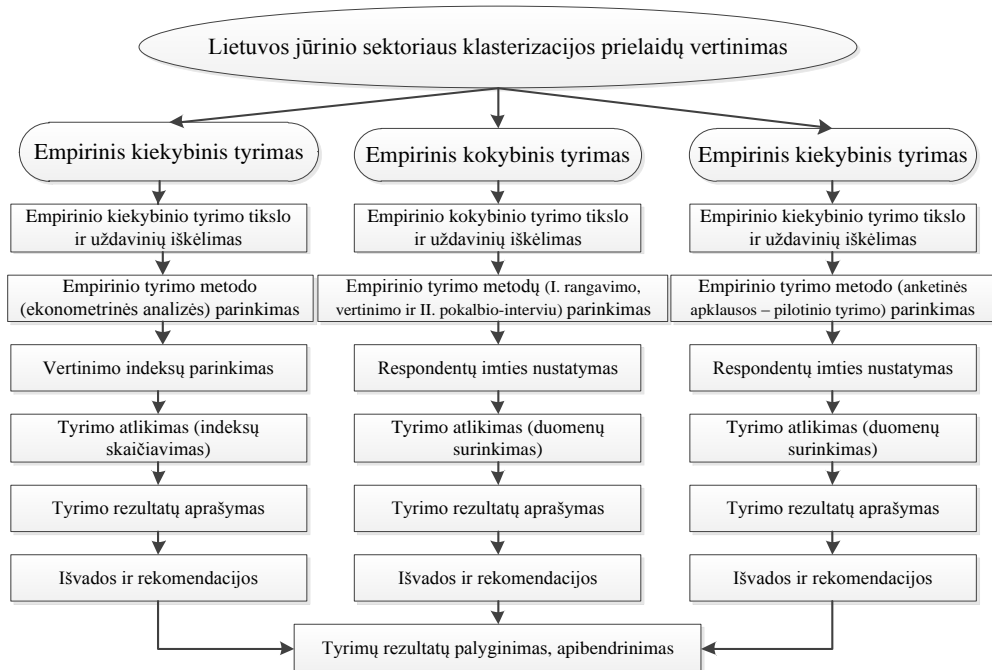 Lietuvos jūrinio sektoriaus klasterizacijos prielaidų vertinimas
Empirinis kiekybinis tyrimas
Empirinis kokybinis tyrimas
Empirinis kiekybinis tyrimas
Empirinio kiekybinio tyrimo tikslo
ir uždavinių iškėlimas
Empirinio kokybinio tyrimo tikslo
ir uždavinių iškėlimas
Empirinio kiekybinio tyrimo tikslo
ir uždavinių iškėlimas
Empirinio tyrimo metodo
(ekonometrinės analizės) parinkimas
Empirinio tyrimo metodų (I. rangavimo,
vertinimo ir II. pokalbio-interviu) parinkimas
Empirinio tyrimo metodo (anketinės
apklausos – pilotinio tyrimo) parinkimas
Vertinimo indeksų parinkimas
Respondentų imties nustatymas
Respondentų imties nustatymas
Tyrimo atlikimas (indeksų
skaičiavimas)
Tyrimo atlikimas (duomenų
surinkimas)
Tyrimo atlikimas (duomenų
surinkimas)
Tyrimo rezultatų aprašymas
Tyrimo rezultatų aprašymas
Tyrimo rezultatų aprašymas
Išvados ir rekomendacijos
Išvados ir rekomendacijos
Išvados ir rekomendacijos
Tyrimų rezultatų palyginimas, apibendrinimas